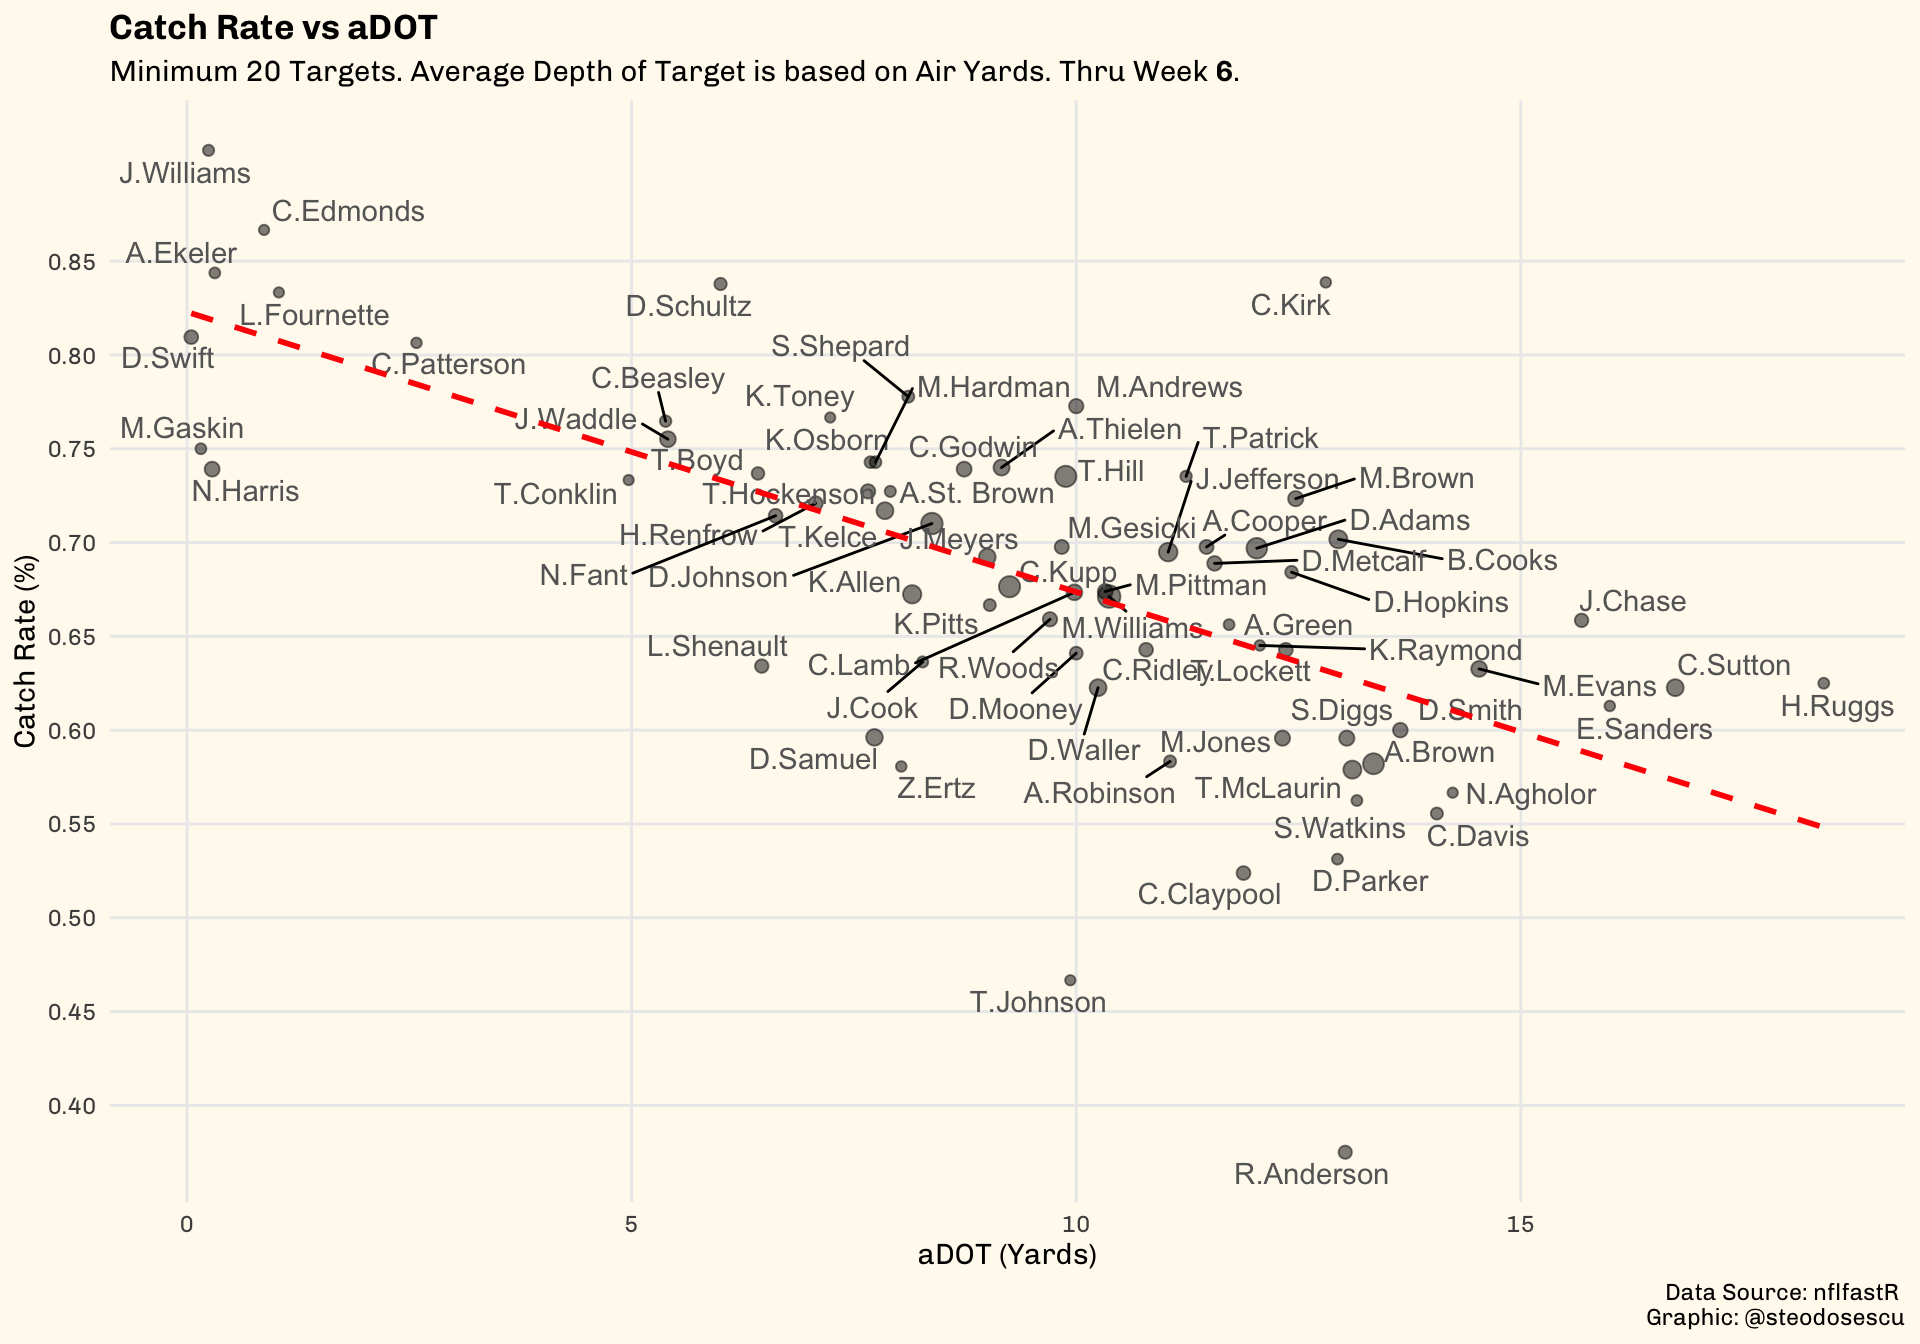 Catch Rate vs aDOT
Minimum 20 Targets. Average Depth of Target is based on Air Yards. Thru Week 6.
J.Williams
C.Edmonds
A.Ekeler
0.85
L.Fournette
D.Schultz
C.Kirk
S.Shepard
0.80
D.Swift
C.Patterson
C.Beasley
M.Hardman
M.Andrews
K.Toney
J.Waddle
M.Gaskin
A.Thielen
K.Osborn
C.Godwin
T.Patrick
0.75
T.Boyd
T.Hill
J.Jefferson
M.Brown
N.Harris
T.Conklin
T.Hockenson
A.St. Brown
H.Renfrow
T.Kelce
J.Meyers
M.Gesicki
A.Cooper
D.Adams
0.70
B.Cooks
D.Metcalf
N.Fant
D.Johnson
K.Allen
C.Kupp
M.Pittman
D.Hopkins
J.Chase
K.Pitts
M.Williams
A.Green
0.65
L.Shenault
K.Raymond
C.Lamb
R.Woods
C.Ridley
T.Lockett
C.Sutton
M.Evans
J.Cook
D.Mooney
S.Diggs
D.Smith
H.Ruggs
0.60
E.Sanders
D.Waller
M.Jones
A.Brown
D.Samuel
Z.Ertz
A.Robinson
T.McLaurin
N.Agholor
0.55
S.Watkins
C.Davis
D.Parker
C.Claypool
0.50
T.Johnson
0.45
0.40
R.Anderson
Catch Rate (%)
0
5
10
15
aDOT (Yards)
Data Source: nflfastR
Graphic: @steodosescu